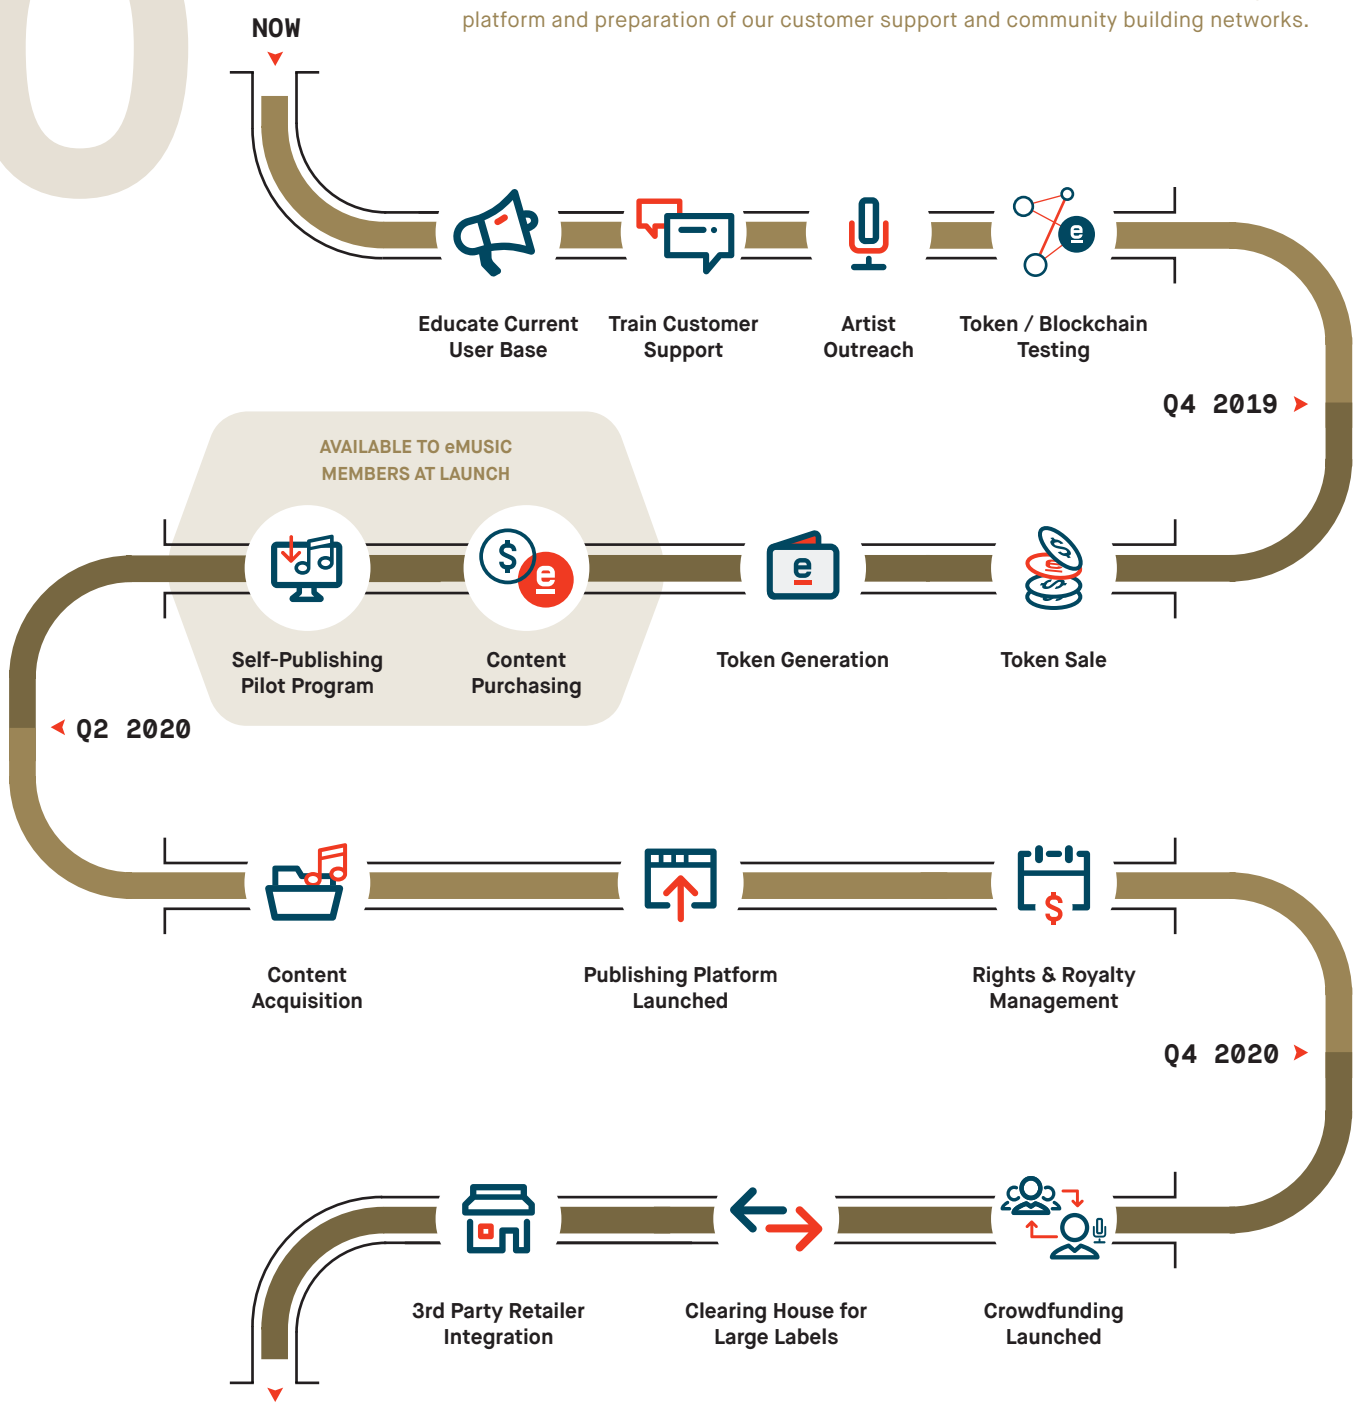 platform and preparation of our customer support and community building networks.
NOW
Educate Current
User Base
Train Customer
Support
Artist
Outreach
Token / Blockchain
Testing
Q4 2019
AVAILABLE TO eMUSIC
MEMBERS AT LAUNCH
Self-Publishing
Pilot Program
Content
Purchasing
Token Generation
Token Sale
Q2 2020
Content
Acquisition
Publishing Platform
Launched
Rights & Royalty
Management
Q4 2020
3rd Party Retailer
Integration
Clearing House for
Large Labels
Crowdfunding
Launched